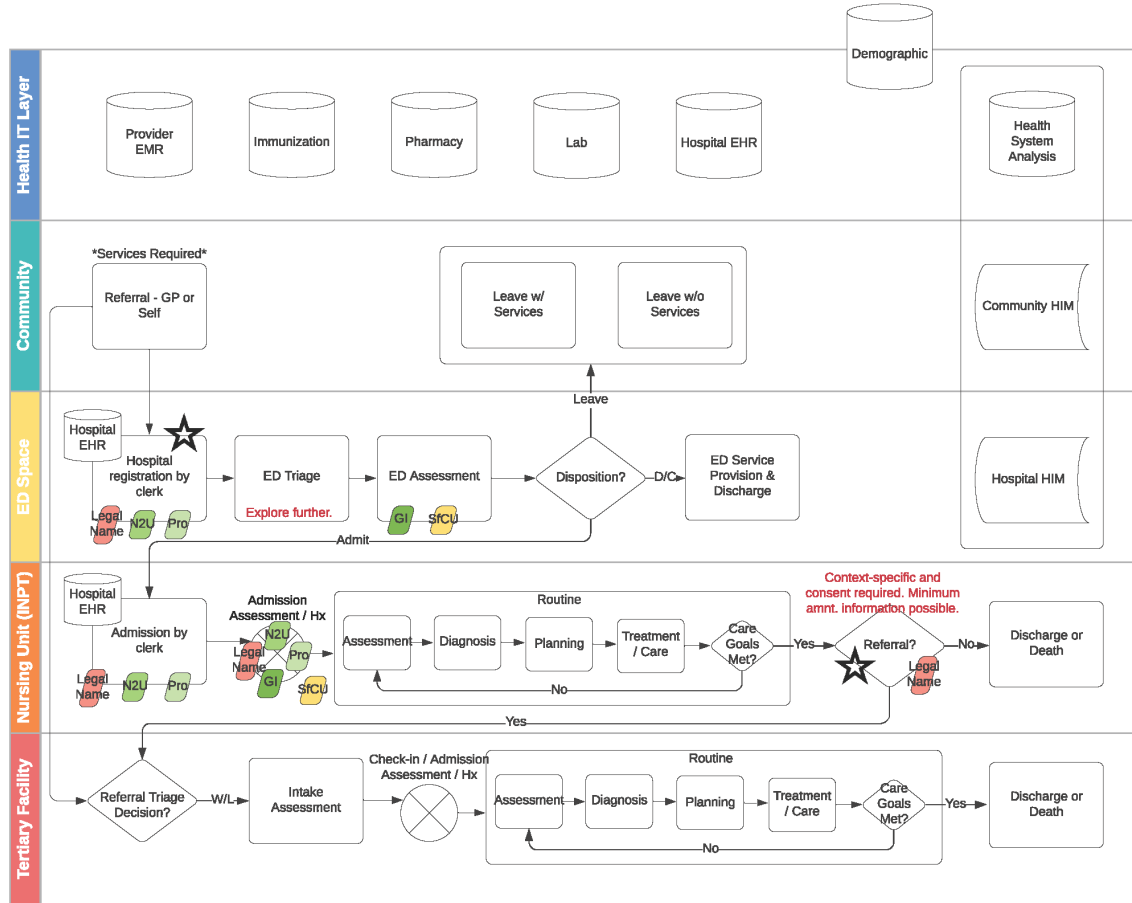 Demographic
Health IT Layer
Provider
EMR
Immunization
Pharmacy
Lab
Hospital EHR
Health
System
Analysis
Community
*Services Required*
Referral - GP or
Self
Leave w/
Services
Leave w/o
Services
Community HIM
Leave
ED Space
Hospital
EHR
Hospital
registration by
clerk
Legal
Name
N2U
Pro
ED Triage
Explore further.
ED Assessment
GI
SfCU
Disposition?
D/C
ED Service
Provision &
Discharge
Hospital HIM
Admit
Nursing Unit (INPT)
Hospital
EHR
Admission by
clerk
Legal
Name
N2U
Pro
Admission
Assessment / Hx
N2U
Legal
Name
Pro
GI
SfCU
Routine
Assessment
Diagnosis
Planning
Treatment
/ Care
Care
Goals
Met?
No
Yes
Context-specific and
consent required. Minimum
amnt. information possible.
Referral?
Legal
Name
No
Discharge or
Death
Yes
Tertiary Facility
Referral Triage
Decision?
W/L
Intake
Assessment
Check-in / Admission
Assessment / Hx
Routine
Assessment
Diagnosis
Planning
Treatment
/ Care
Care
Goals
Met?
No
Yes
Discharge or
Death